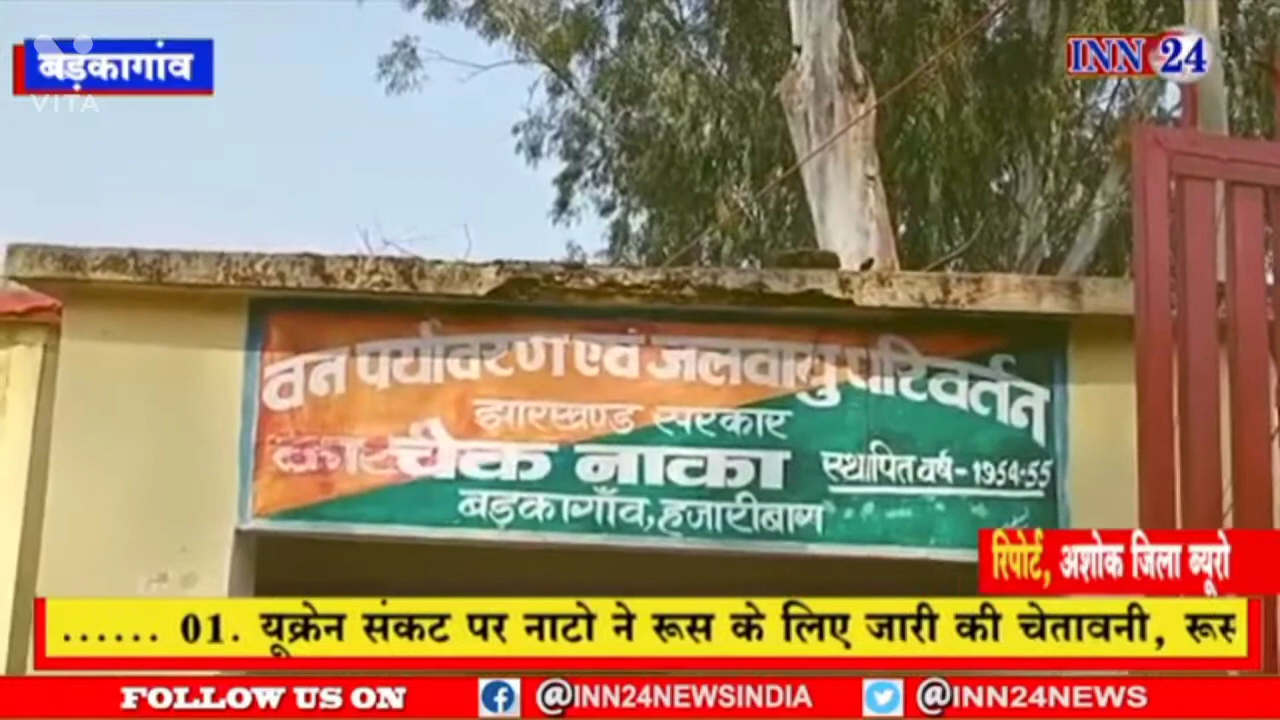 बड़कागांव
VITA
INN 24
वन पर्यावरण एवं जलवायु परिवर्तन
झारखण्ड सरकार
काष्ठ चैक नाका स्थापित वर्ष - 1954-55
बड़कागाँव, हजारीबाग
रिपोर्ट, अशोक जिला ब्यूरो
...... 01. यूक्रेन संकट पर नाटो ने रूस के लिए जारी की चेतावनी, रूस
FOLLOW US ON @INN24NEWSINDIA @INN24NEWS